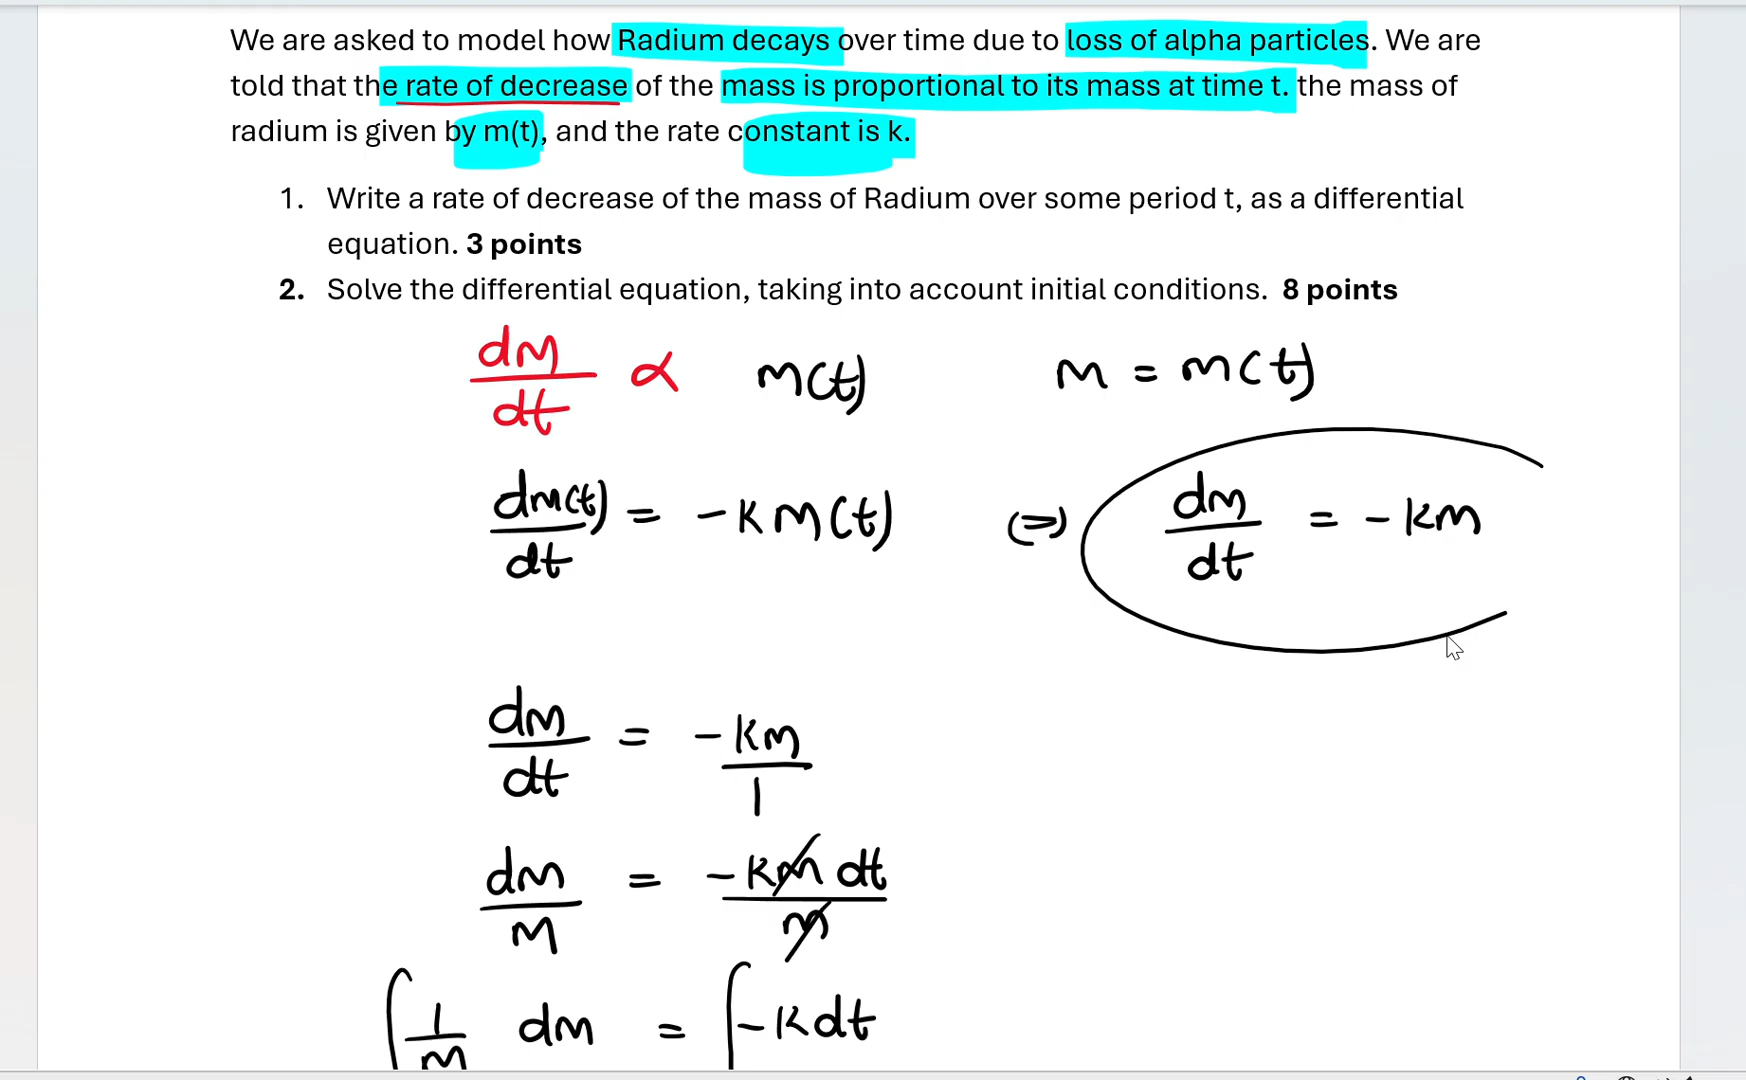 We are asked to model how Radium decays over time due to loss of alpha particles. We are
told that the rate of decrease of the mass is proportional to its mass at time t. the mass of
radium is given by m(t), and the rate constant is k.
1. Write a rate of decrease of the mass of Radium over some period t, as a differential
equation. 3 points
2. Solve the differential equation, taking into account initial conditions. 8 points
dm/dt ∝ m(t) m = m(t)
dm(t)/dt = -km(t) (=) dm/dt = -km
dm/dt = -km/1
dm/m = -km dt/m
∫ 1/m dm = ∫ -k dt